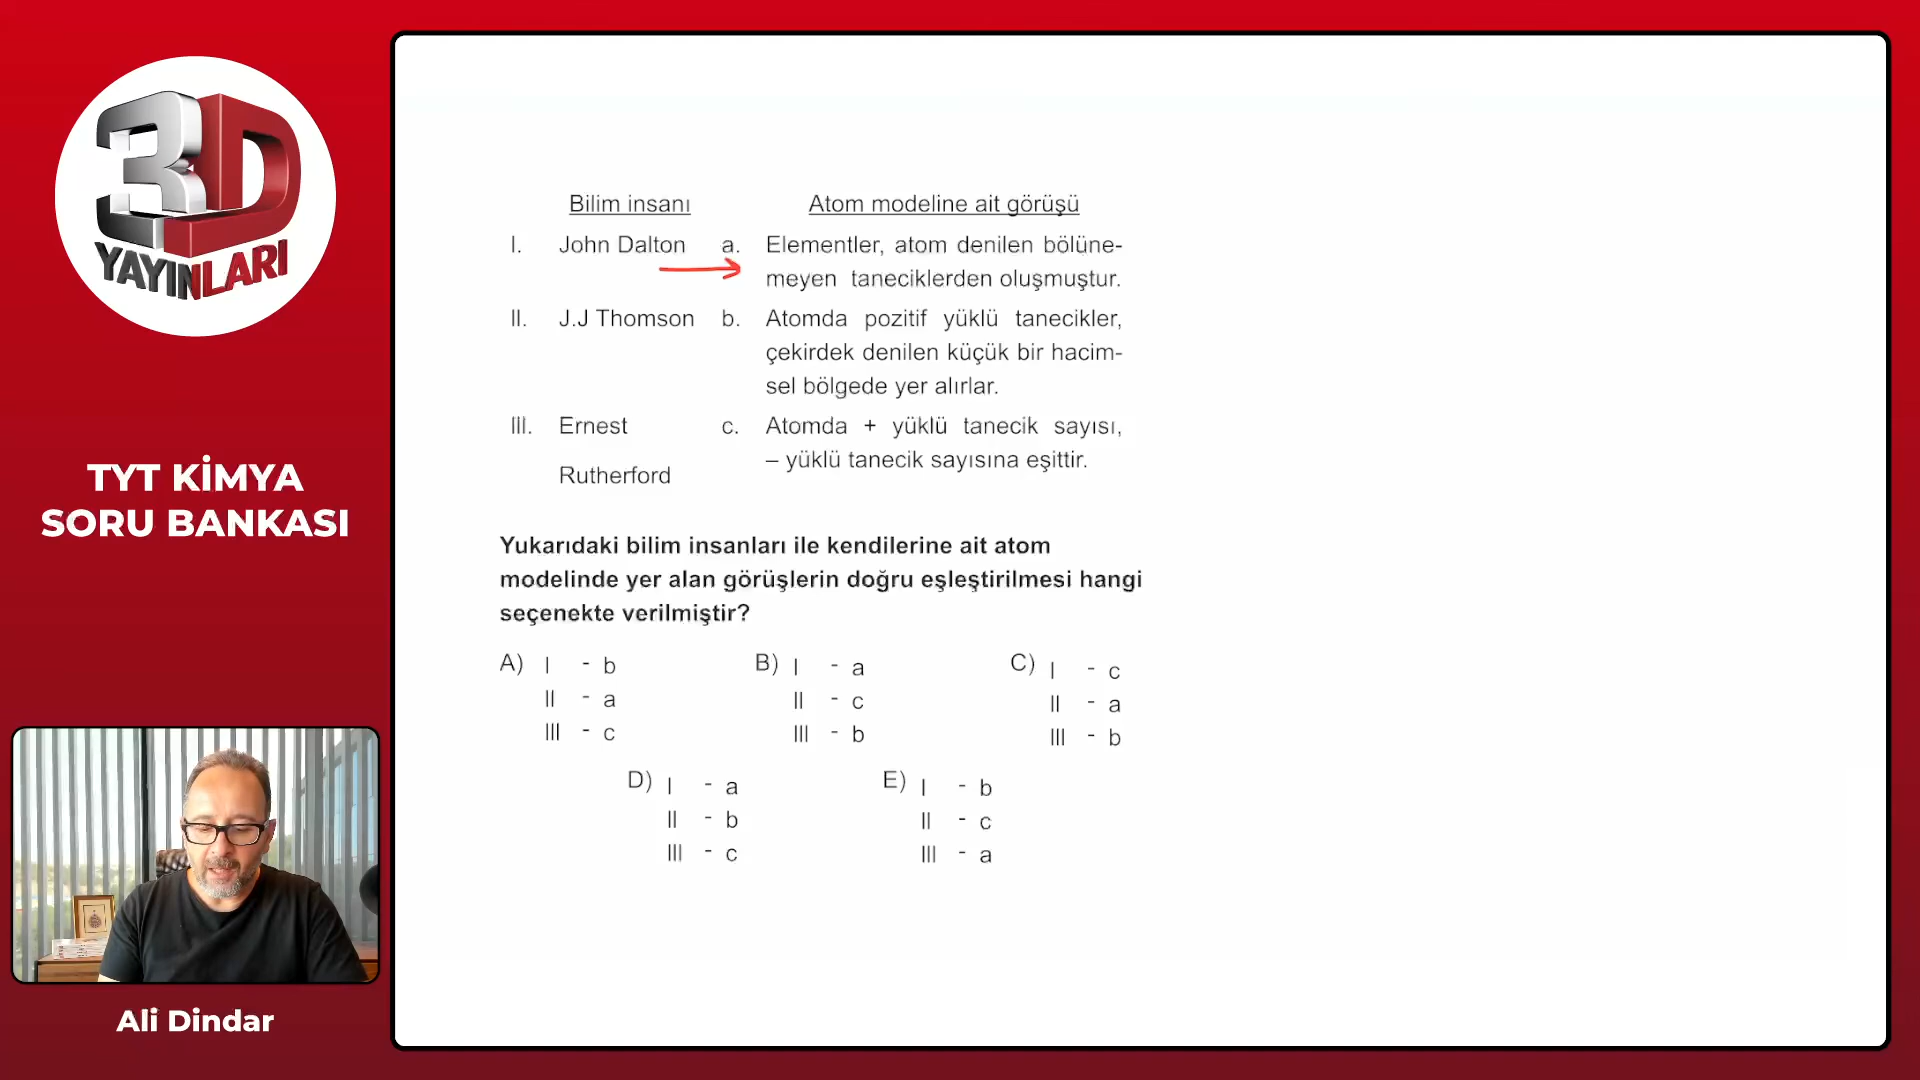 3D
YAYINLARI
TYT KİMYA
SORU BANKASI
Ali Dindar
Bilim insanı Atom modeline ait görüşü
I. John Dalton a. Elementler, atom denilen bölüne-
meyen taneciklerden oluşmuştur.
II. J.J Thomson b. Atomda pozitif yüklü tanecikler,
çekirdek denilen küçük bir hacim-
sel bölgede yer alırlar.
III. Ernest c. Atomda + yüklü tanecik sayısı,
– yüklü tanecik sayısına eşittir.
Rutherford
Yukarıdaki bilim insanları ile kendilerine ait atom
modelinde yer alan görüşlerin doğru eşleştirilmesi hangi
seçenekte verilmiştir?
A) I - b B) I - a C) I - c
II - a II - c II - a
III - c III - b III - b
D) I - a E) I - b
II - b II - c
III - c III - a